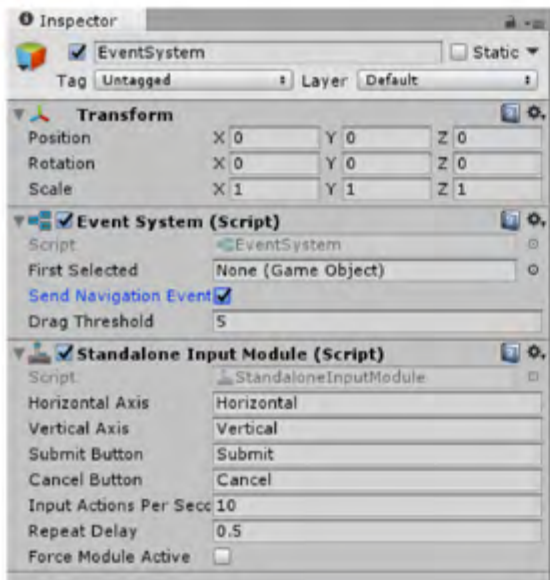 Inspector
EventSystem Static
Tag Untagged Layer Default
Transform
Position X 0 Y 0 Z 0
Rotation X 0 Y 0 Z 0
Scale X 1 Y 1 Z 1
Event System (Script)
Script EventSystem
First Selected None (Game Object)
Send Navigation Event
Drag Threshold 5
Standalone Input Module (Script)
Script StandaloneInputModule
Horizontal Axis Horizontal
Vertical Axis Vertical
Submit Button Submit
Cancel Button Cancel
Input Actions Per Secc 10
Repeat Delay 0.5
Force Module Active